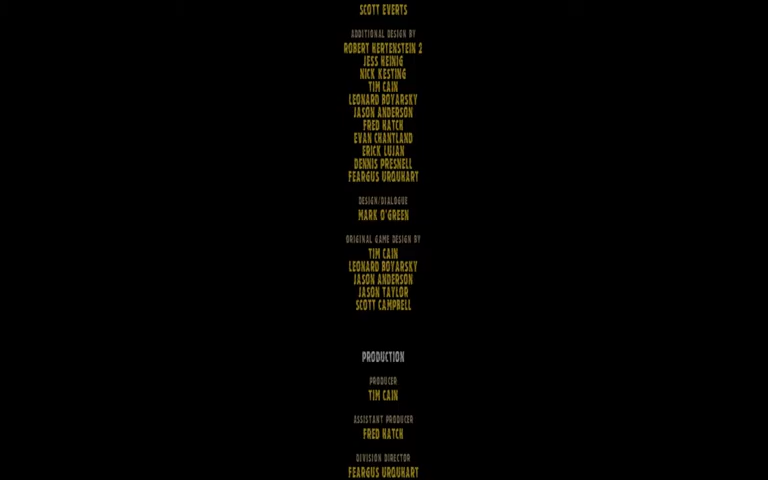 SCOTT EVERTS
ADDITIONAL DESIGN BY
ROBERT HERTENSTEIN 2
JESS HEINIG
NICK KESTING
TIM CAIN
LEONARD BOYARSKY
JASON ANDERSON
FRED HATCH
EVAN CHANTLAND
ERICK LUJAN
DENNIS PRESNELL
FEARGUS URQUHART
DESIGN/DIALOGUE
MARK O'GREEN
ORIGINAL GAME DESIGN BY
TIM CAIN
LEONARD BOYARSKY
JASON ANDERSON
JASON TAYLOR
SCOTT CAMPBELL
PRODUCTION
PRODUCER
TIM CAIN
ASSISTANT PRODUCER
FRED HATCH
DIVISION DIRECTOR
FEARGUS URQUHART